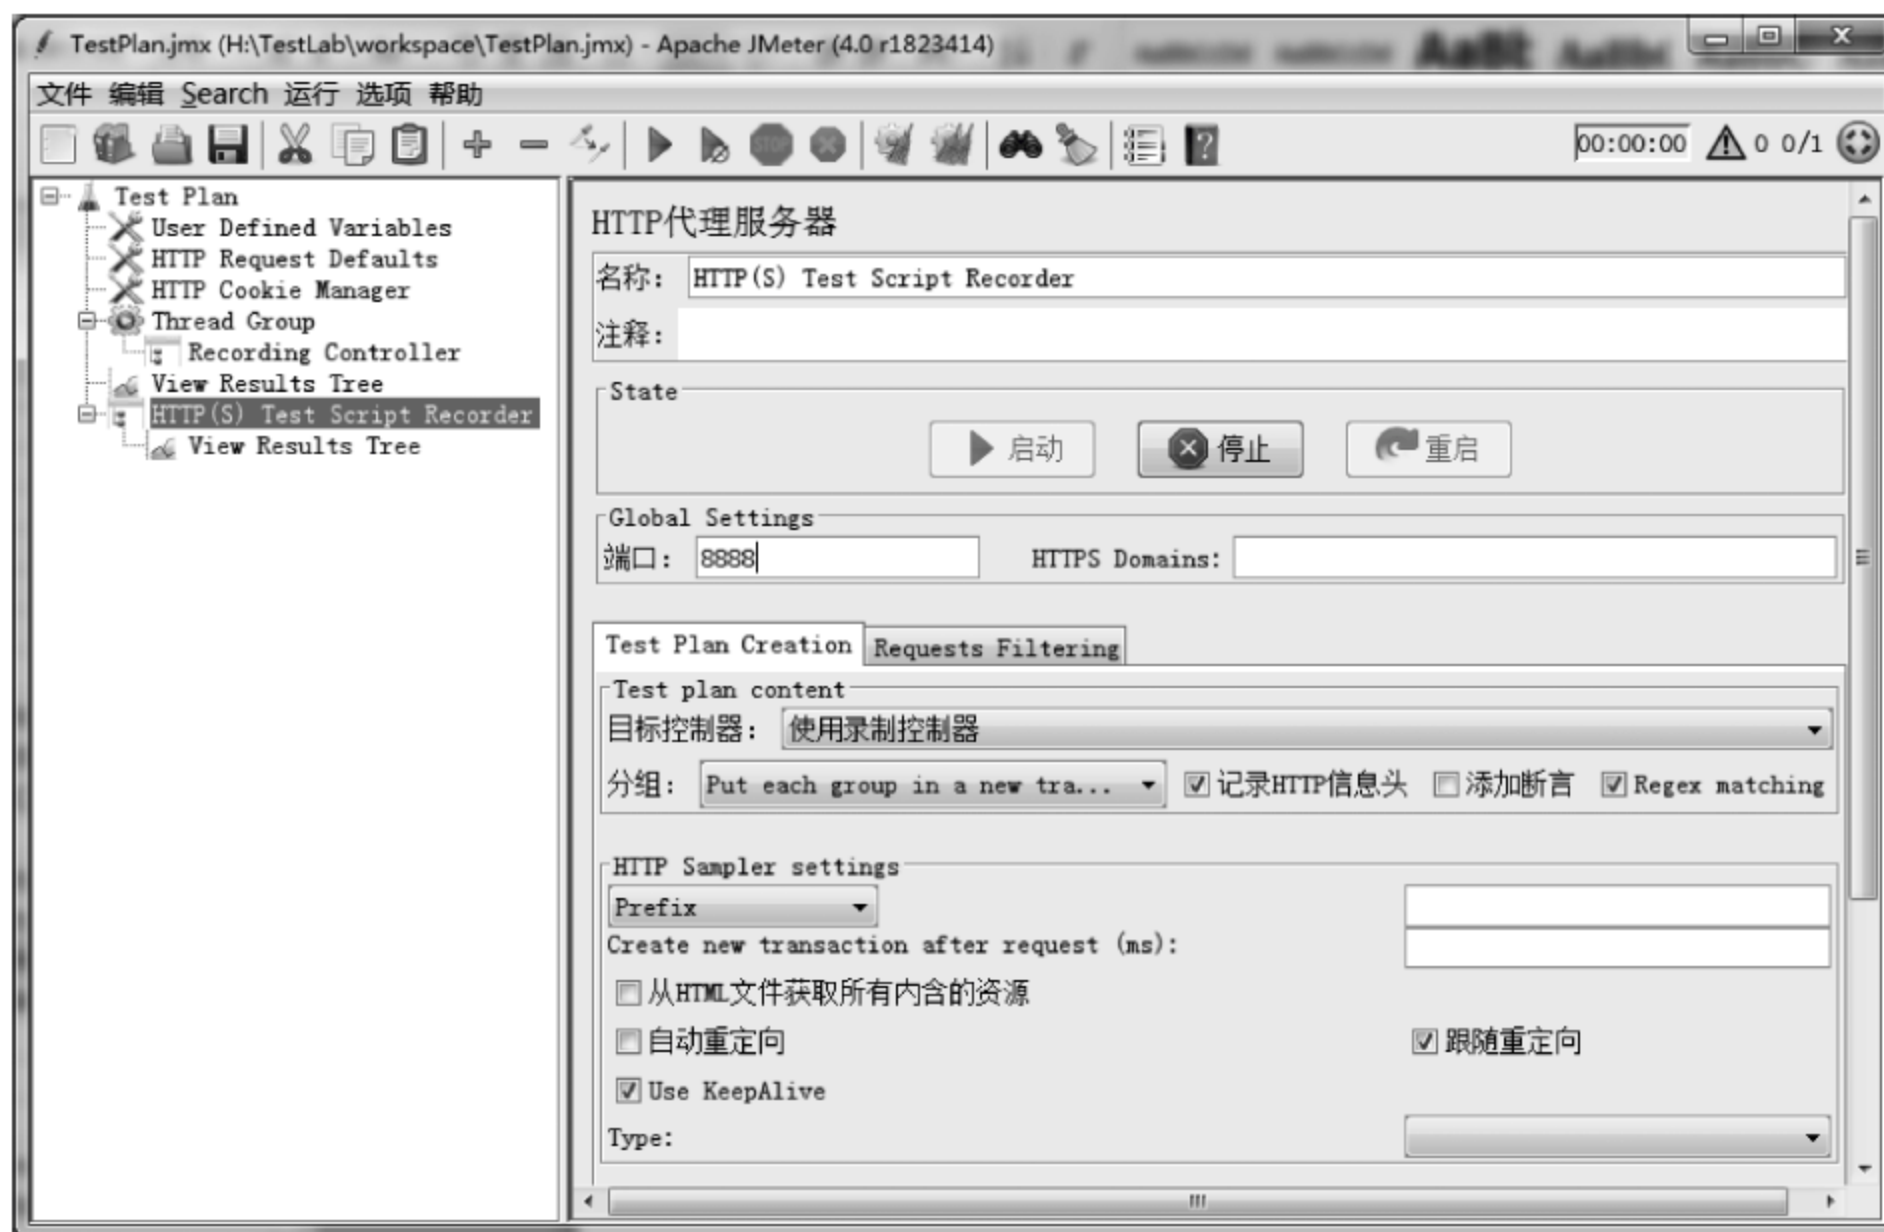 TestPlan.jmx (H:\TestLab\workspace\TestPlan.jmx) - Apache JMeter (4.0 r1823414)
文件 编辑 Search 运行 选项 帮助
STOP 00:00:00 0 0/1
Test Plan
User Defined Variables
HTTP Request Defaults
HTTP Cookie Manager
Thread Group
Recording Controller
View Results Tree
HTTP(S) Test Script Recorder
View Results Tree
HTTP代理服务器
名称: HTTP(S) Test Script Recorder
注释:
State
启动 停止 重启
Global Settings
端口: 8888 HTTPS Domains:
Test Plan Creation Requests Filtering
Test plan content
目标控制器: 使用录制控制器
分组: Put each group in a new tra... 记录HTTP信息头 添加断言 Regex matching
HTTP Sampler settings
Prefix
Create new transaction after request (ms):
从HTML文件获取所有内含的资源
自动重定向 跟随重定向
Use KeepAlive
Type: